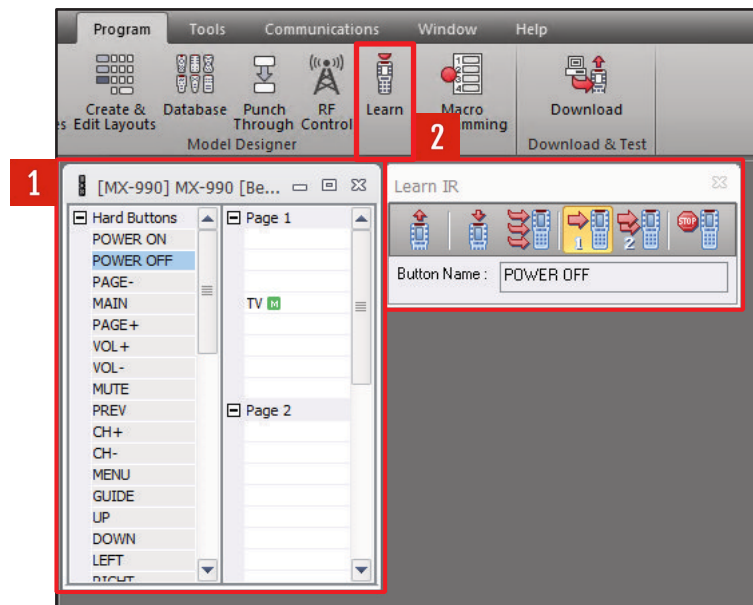 Program Tools Communications Window Help
Create & Database Punch RF Learn Macro Download
s Edit Layouts Through Control mming
Model Designer Download & Test
2
1
[MX-990] MX-990 [Be...
Hard Buttons
POWER ON
POWER OFF
PAGE-
MAIN
PAGE+
VOL+
VOL-
MUTE
PREV
CH+
CH-
MENU
GUIDE
UP
DOWN
LEFT
RIGHT
Page 1
TV M
Page 2
Learn IR
1 2 STOP
Button Name : POWER OFF